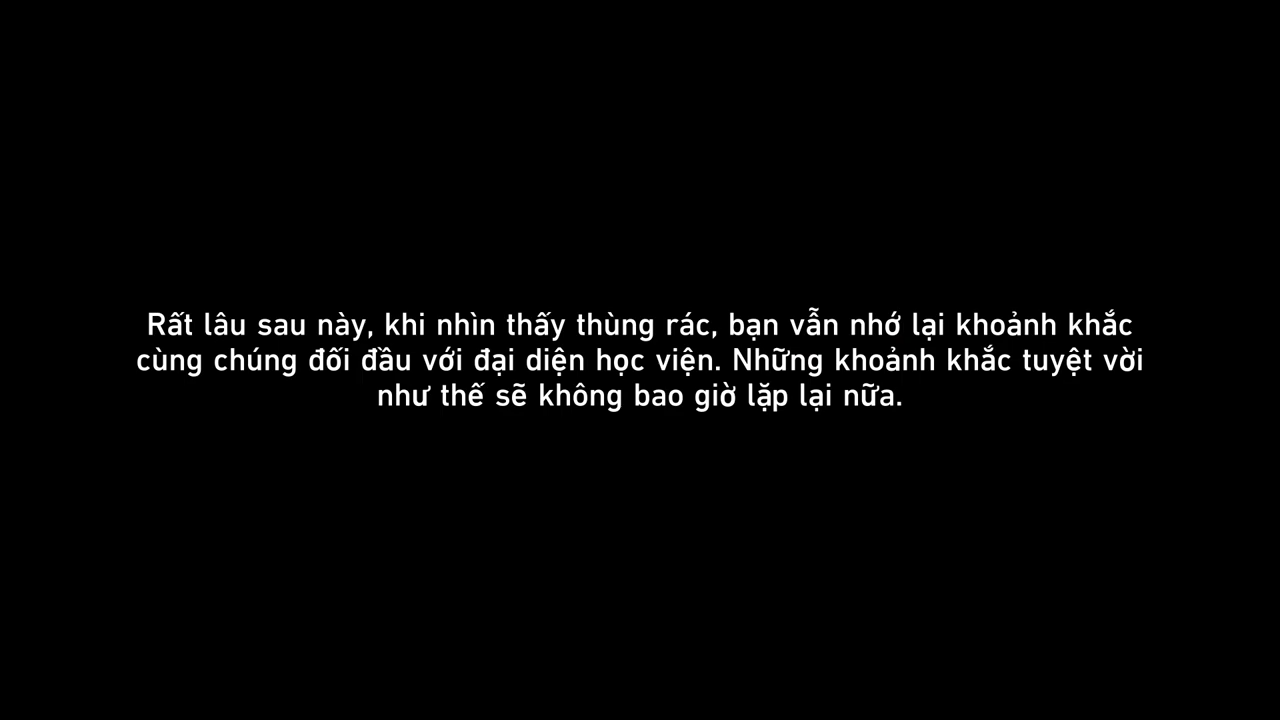 Rất lâu sau này, khi nhìn thấy thùng rác, bạn vẫn nhớ lại khoảnh khắc
cùng chúng đối đầu với đại diện học viện. Những khoảnh khắc tuyệt vời
như thế sẽ không bao giờ lặp lại nữa.